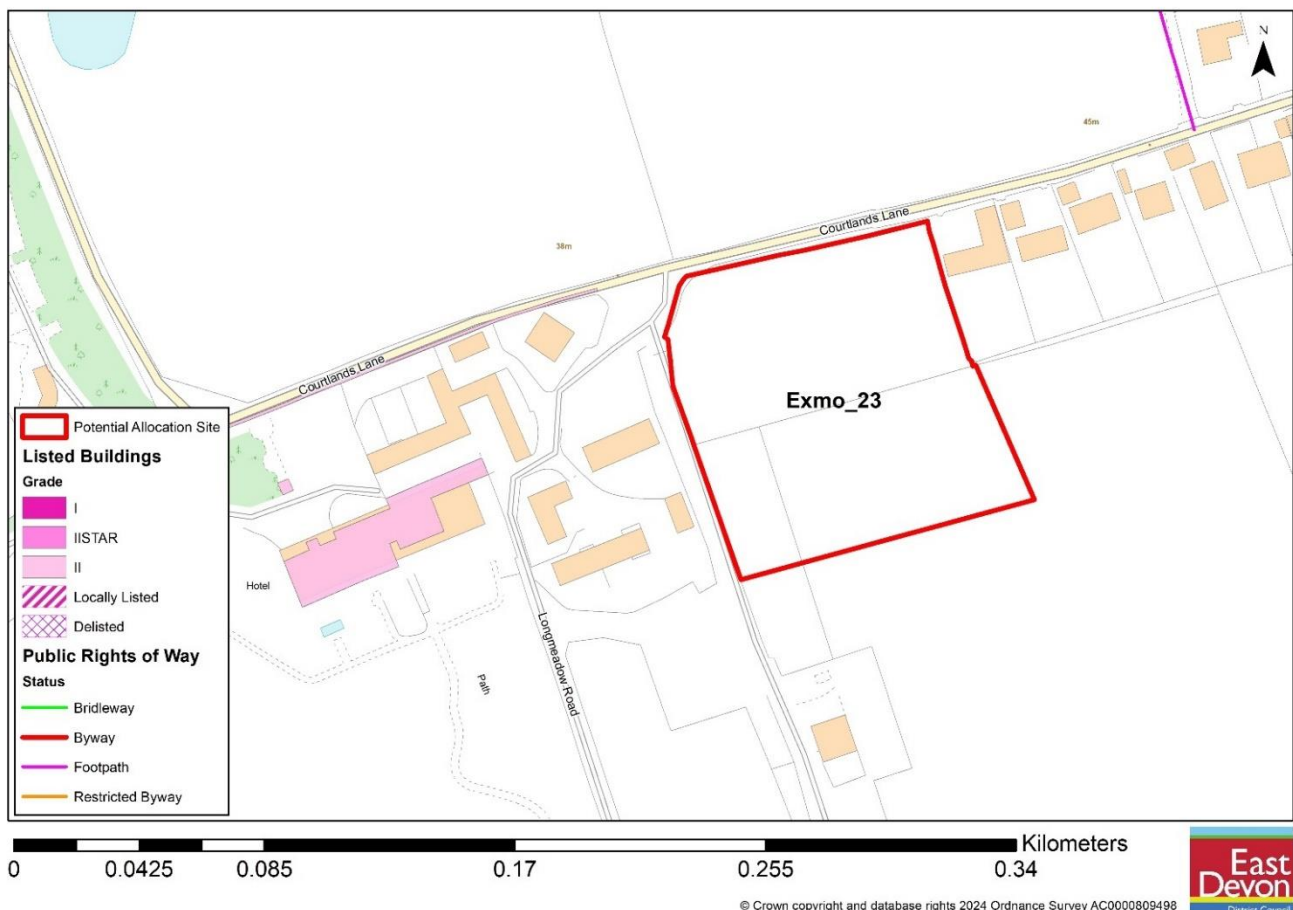 N
45m
Courtlands Lane
38m
Courtlands Lane
Exmo_23
Hotel
Path
Longmeadow Road
Potential Allocation Site
Listed Buildings
Grade
I
IISTAR
II
Locally Listed
Delisted
Public Rights of Way
Status
Bridleway
Byway
Footpath
Restricted Byway
Kilometers
0 0.0425 0.085 0.17 0.255 0.34
East
Devon
District Council
© Crown copyright and database rights 2024 Ordnance Survey AC0000809498